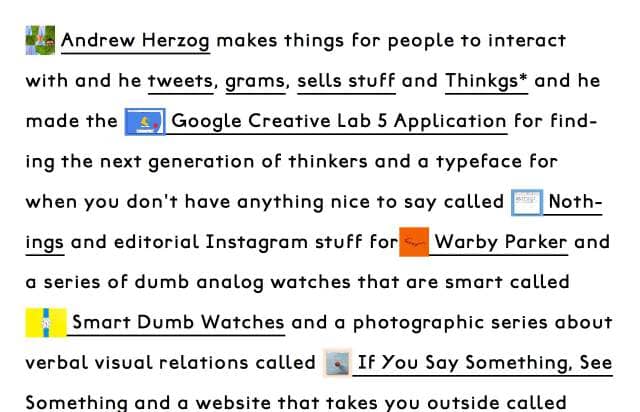 Andrew Herzog makes things for people to interact
with and he tweets, grams, sells stuff and Thinkgs* and he
made the Google Creative Lab 5 Application for find-
ing the next generation of thinkers and a typeface for
when you don't have anything nice to say called Noth-
ings and editorial Instagram stuff for Warby Parker and
a series of dumb analog watches that are smart called
Smart Dumb Watches and a photographic series about
verbal visual relations called If You Say Something, See
Something and a website that takes you outside called